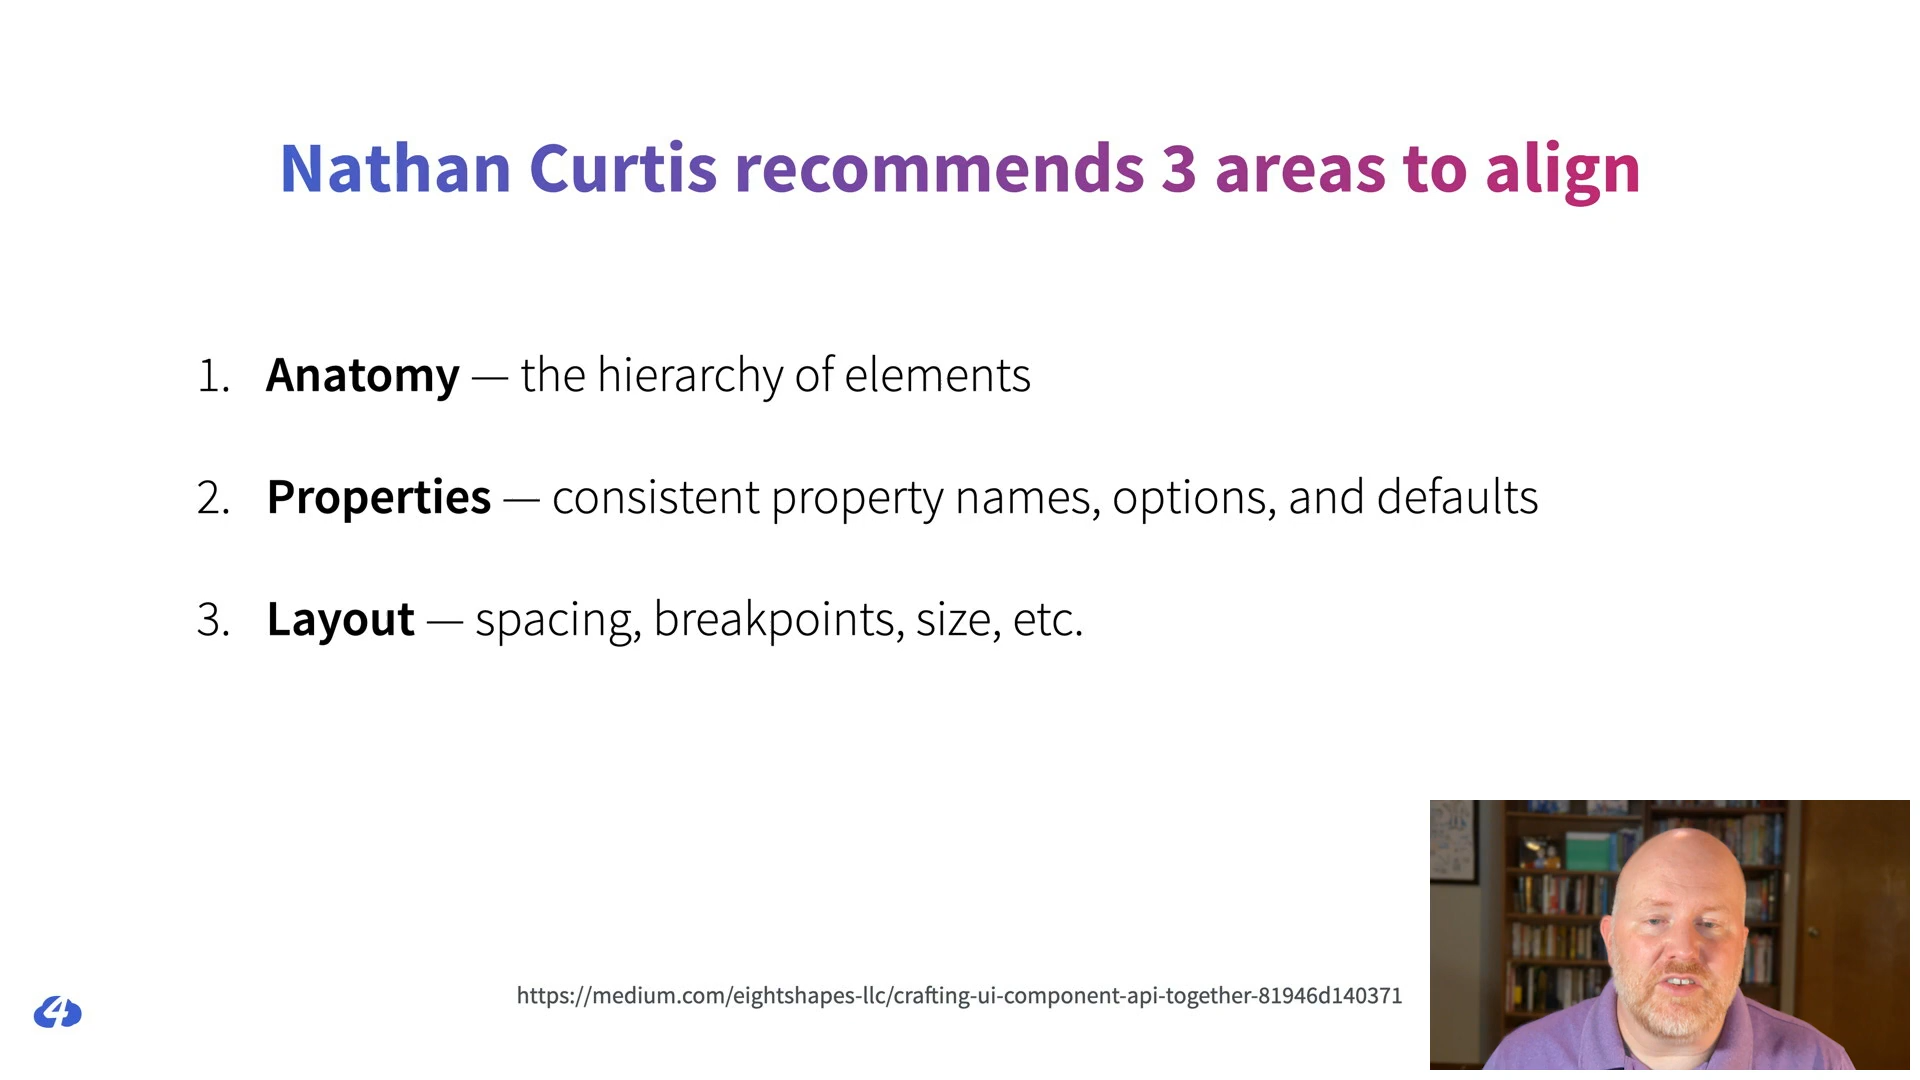 Nathan Curtis recommends 3 areas to align
1. Anatomy — the hierarchy of elements
2. Properties — consistent property names, options, and defaults
3. Layout — spacing, breakpoints, size, etc.
https://medium.com/eightshapes-llc/crafting-ui-component-api-together-81946d140371
4